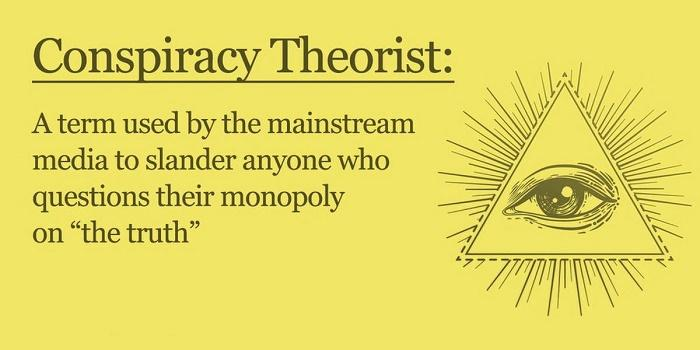 Conspiracy Theorist:
A term used by the mainstream
media to slander anyone who
questions their monopoly
on “the truth”